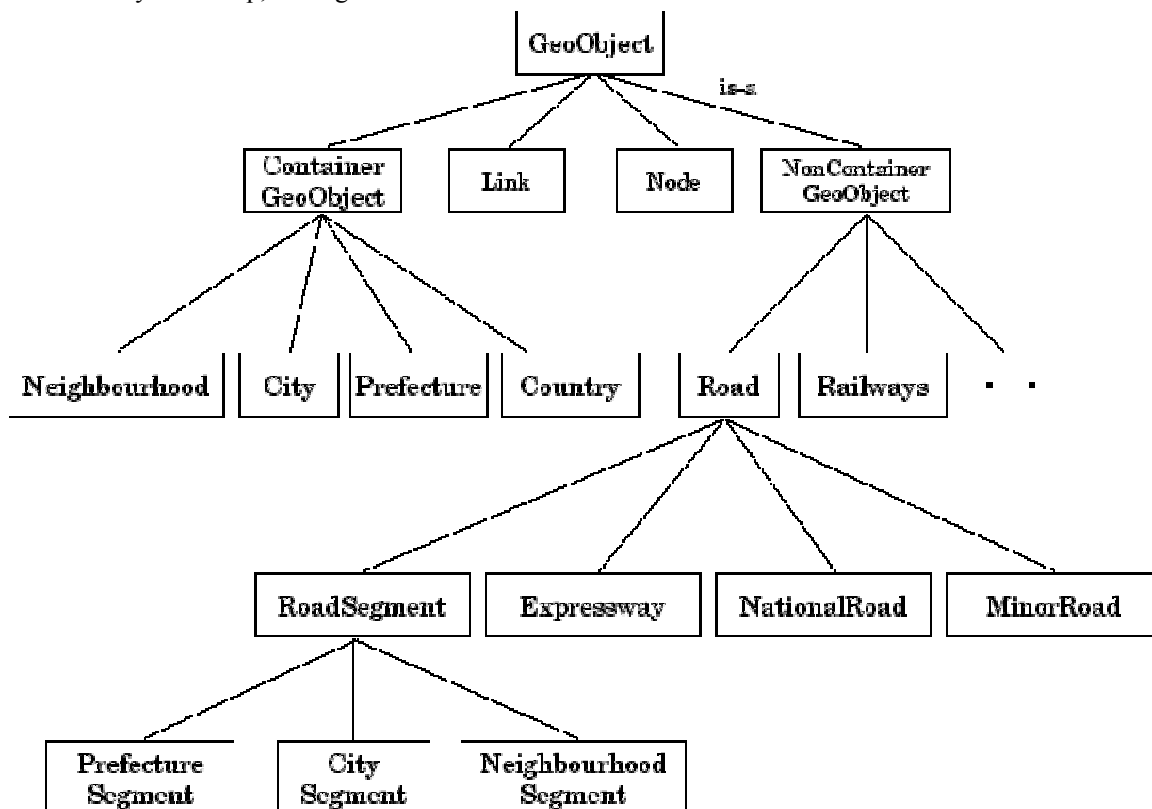 GeoObject
is-a
Container
GeoObject
Link
Node
NonContainer
GeoObject
Neighbourhood
City
Prefecture
Country
Road
Railways
. .
RoadSegment
Expressway
NationalRoad
MinorRoad
Prefecture
Segment
City
Segment
Neighbourhood
Segment